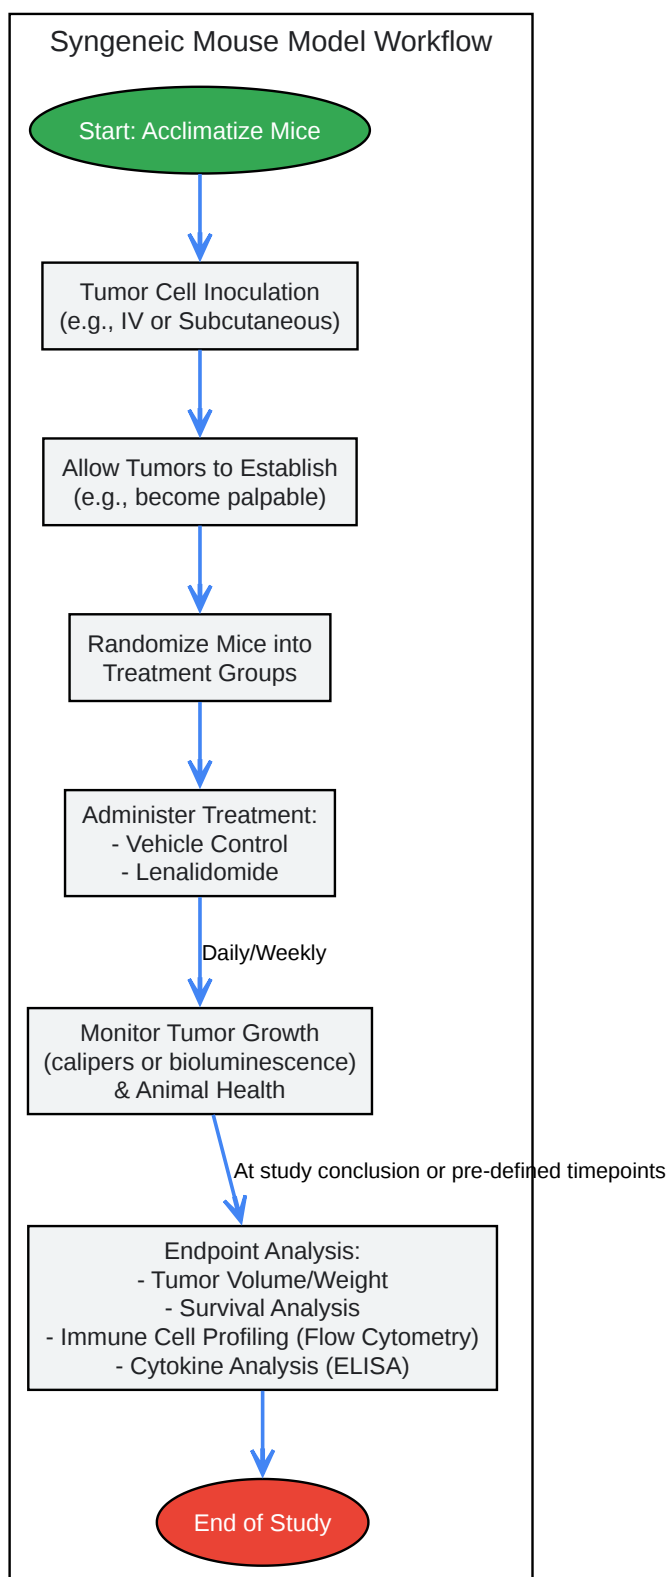 Syngeneic Mouse Model Workflow
Start: Acclimatize Mice
Tumor Cell Inoculation
(e.g., IV or Subcutaneous)
Allow Tumors to Establish
(e.g., become palpable)
Randomize Mice into
Treatment Groups
Administer Treatment:
- Vehicle Control
- Lenalidomide
Daily/Weekly
Monitor Tumor Growth
(calipers or bioluminescence)
& Animal Health
At study conclusion or pre-defined timepoints
Endpoint Analysis:
- Tumor Volume/Weight
- Survival Analysis
- Immune Cell Profiling (Flow Cytometry)
- Cytokine Analysis (ELISA)
End of Study